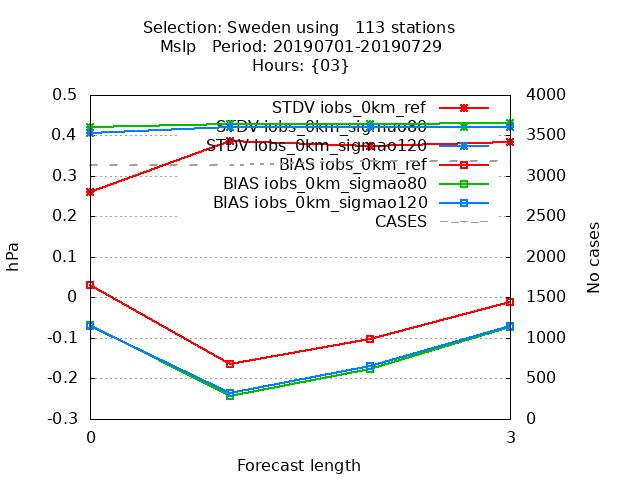 Selection: Sweden using   113 stations
Mslp   Period: 20190701-20190729
Hours: {03}
0.5
0.4
0.3
0.2
0.1
0
-0.1
-0.2
-0.3
4000
3500
3000
2500
2000
1500
1000
500
0
hPa
No cases
STDV iobs_0km_ref
STDV iobs_0km_sigmao80
STDV iobs_0km_sigmao120
BIAS iobs_0km_ref
BIAS iobs_0km_sigmao80
BIAS iobs_0km_sigmao120
CASES
0
3
Forecast length